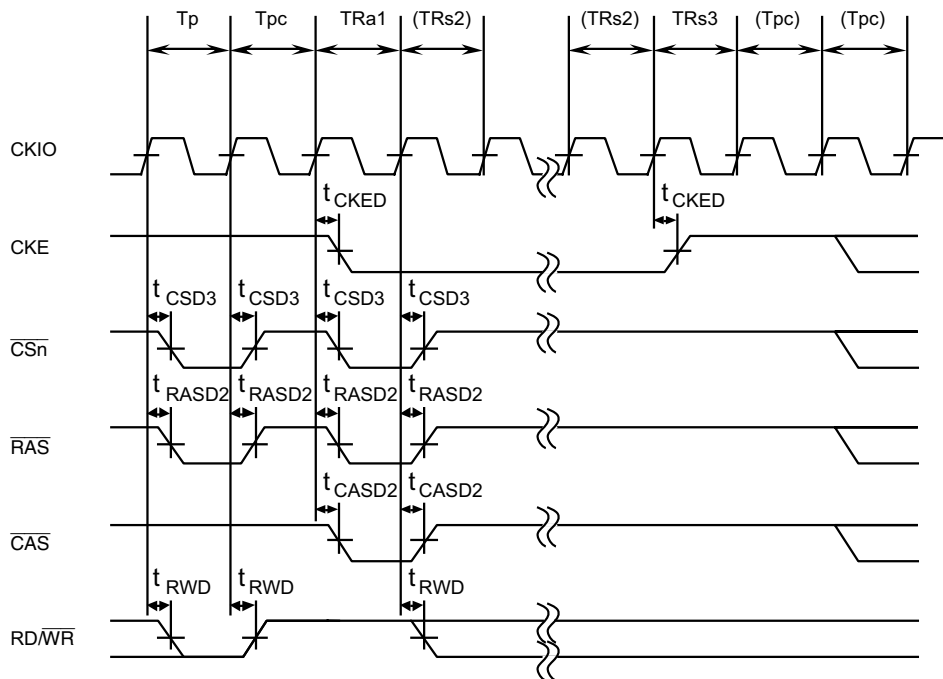 Tp Tpc TRa1 (TRs2) (TRs2) TRs3 (Tpc) (Tpc)
CKIO
tCKED tCKED
CKE
tCSD3 tCSD3 tCSD3 tCSD3
CSn
tRASD2 tRASD2 tRASD2 tRASD2
RAS
tCASD2 tCASD2
CAS
tRWD tRWD tRWD
RD/WR